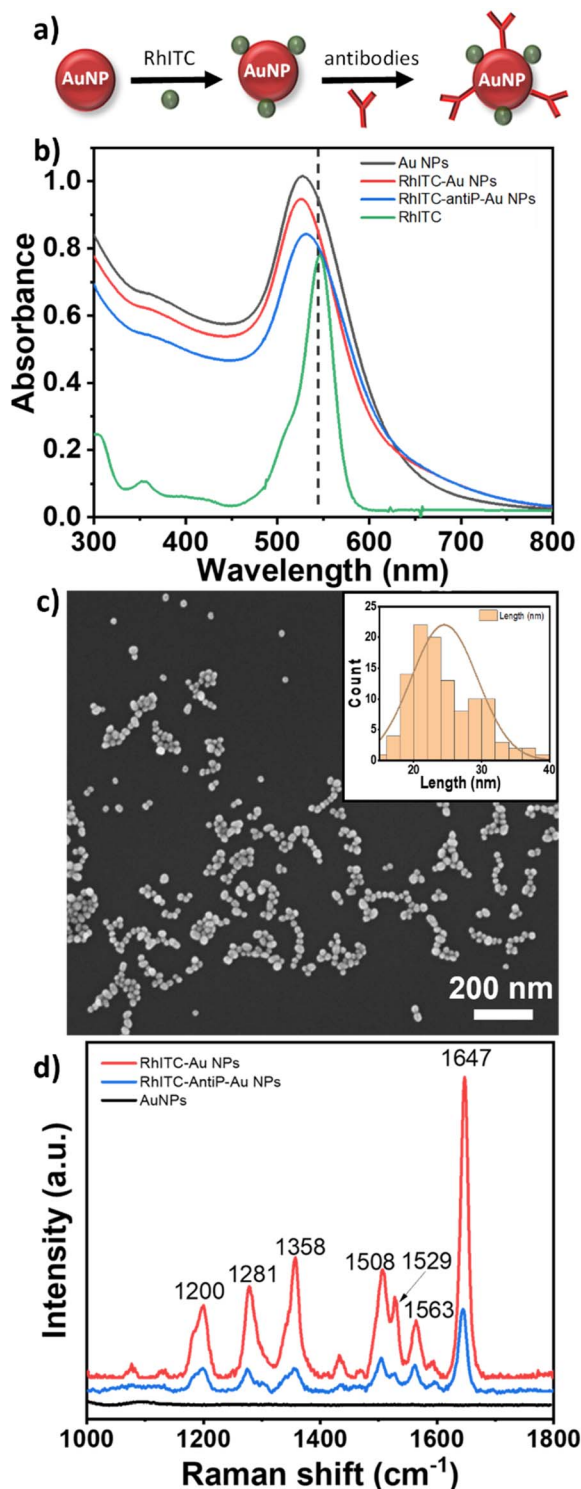 a)
AuNP
RhITC
AuNP
antibodies
AuNP
b)
Au NPs
RhITC-Au NPs
RhITC-antiP-Au NPs
RhITC
1.0
0.8
0.6
0.4
0.2
0.0
Absorbance
300 400 500 600 700 800
Wavelength (nm)
c)
25
20
15
10
5
0
Count
Length (nm)
20 30 40
Length (nm)
200 nm
d)
RhITC-Au NPs
RhITC-AntiP-Au NPs
AuNPs
1647
1200
1281
1358
1508
1529
1563
Intensity (a.u.)
1000 1200 1400 1600 1800
Raman shift (cm-1)